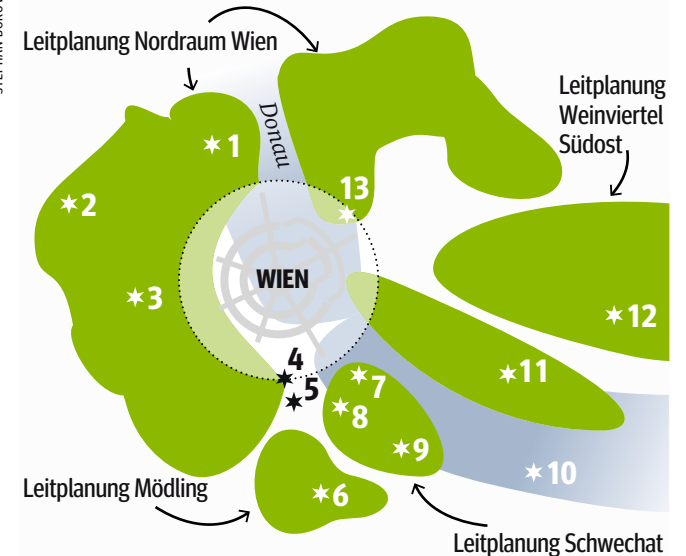 Leitplanung Nordraum Wien
Leitplanung
Weinviertel
Südost
Donau
1
13
2
WIEN
3
12
4
5
7
11
8
9
10
Leitplanung Mödling
6
Leitplanung Schwechat